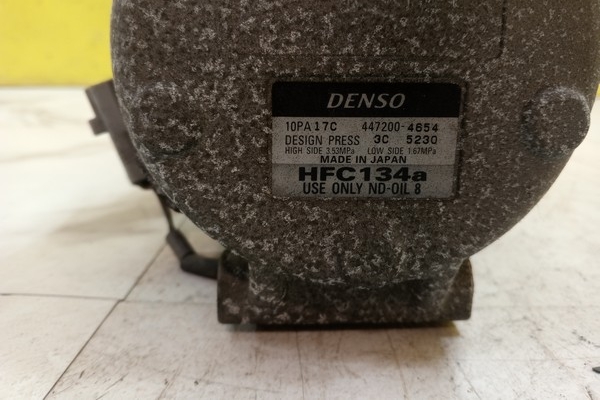 DENSO
10PA17C 447200-4654
DESIGN PRESS 3C 5230
HIGH SIDE 3.53MPa LOW SIDE 1.67MPa
MADE IN JAPAN
HFC134a
USE ONLY ND-OIL 8